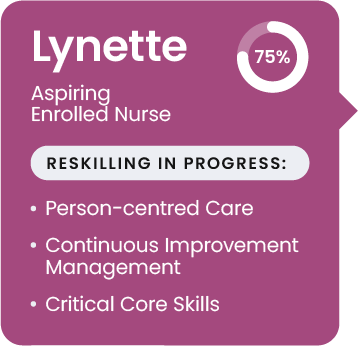 Lynette
75%
Aspiring
Enrolled Nurse
RESKILLING IN PROGRESS:
• Person-centred Care
• Continuous Improvement
Management
• Critical Core Skills